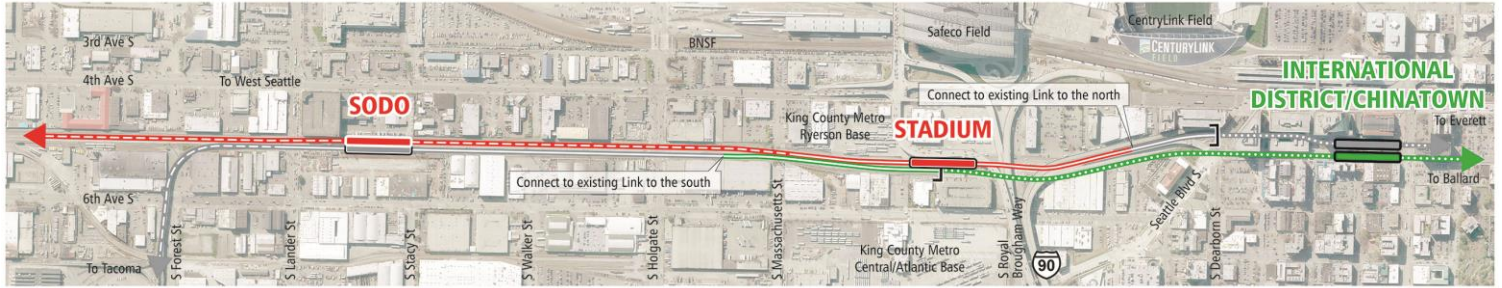 3rd Ave S
4th Ave S
To West Seattle
BNSF
Safeco Field
CentryLink Field
CENTURYLINK
FIELD
INTERNATIONAL
DISTRICT/CHINATOWN
To Everett
SODO
Connect to existing Link to the north
King County Metro
Ryerson Base
STADIUM
Connect to existing Link to the south
To Ballard
6th Ave S
To Tacoma
S Forest St
S Lander St
S Stacy St
S Walker St
S Holgate St
S Massachusetts St
King County Metro
Central/Atlantic Base
S Royal
Brougham Way
90
Seattle Blvd S
S Dearborn St